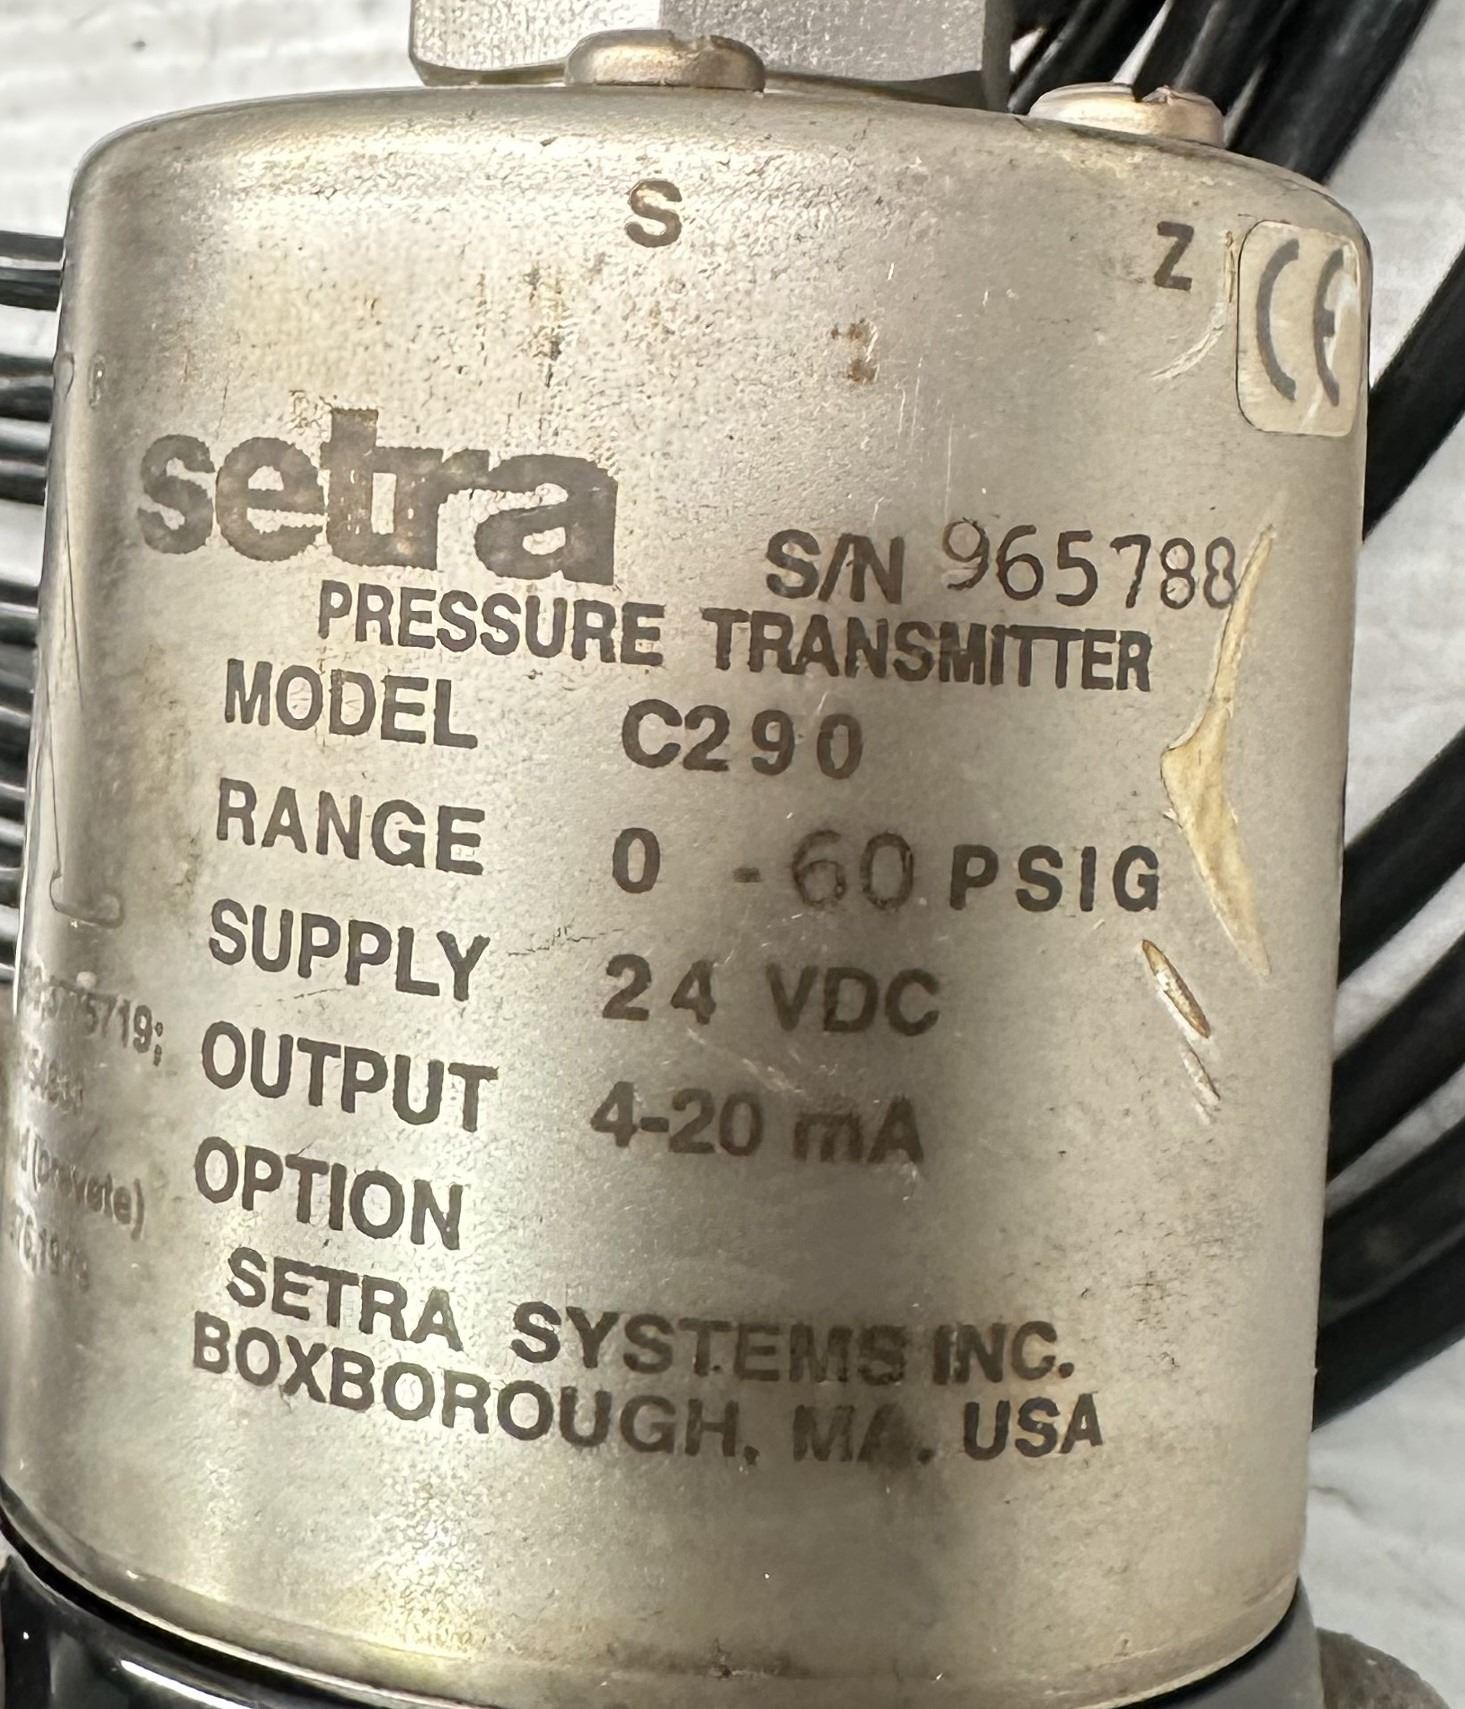 S
Z
CE
setra
S/N 965788
PRESSURE TRANSMITTER
MODEL C290
RANGE 0 - 60 PSIG
SUPPLY 24 VDC
OUTPUT 4-20 mA
OPTION
SETRA SYSTEMS INC.
BOXBOROUGH, MA, USA